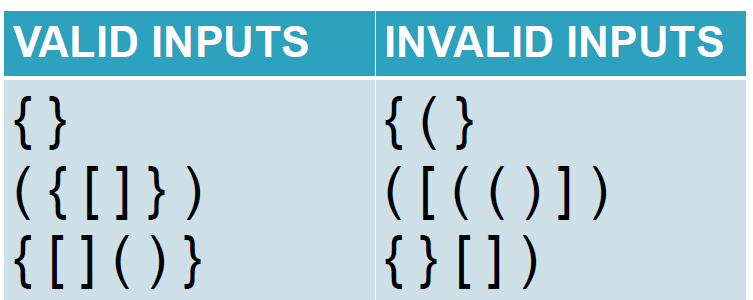 VALID INPUTS
INVALID INPUTS
{ }
{ ( }
( { [ ] } )
( [ ( ( ) ] )
{ [ ] ( ) }
{ } [ ] )